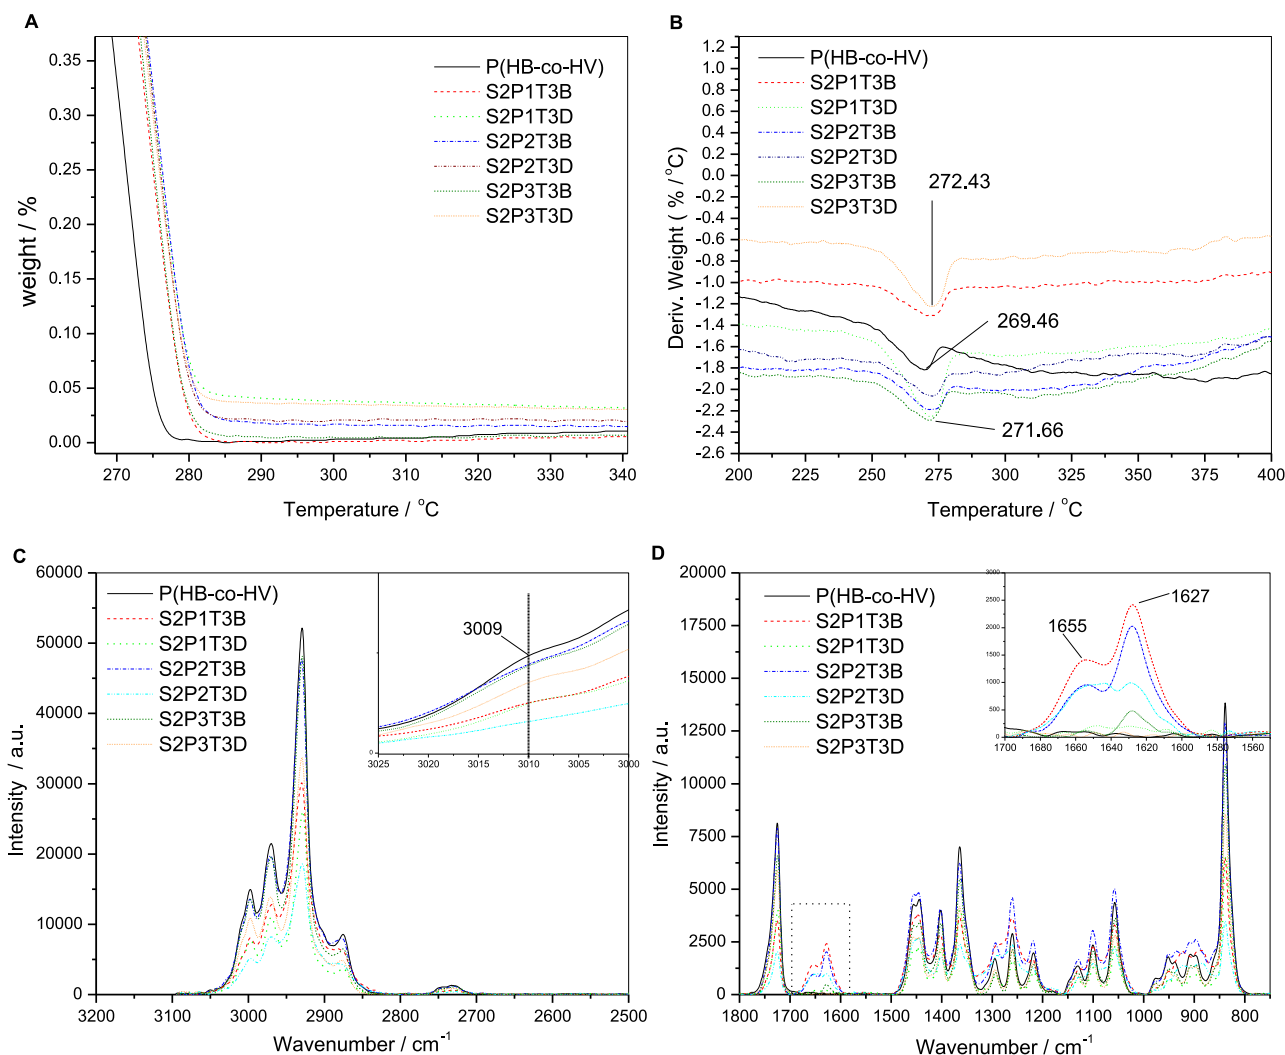 A
0.35
0.30
0.25
0.20
0.15
0.10
0.05
0.00
weight / %
P(HB-co-HV)
S2P1T3B
S2P1T3D
S2P2T3B
S2P2T3D
S2P3T3B
S2P3T3D
270 280 290 300 310 320 330 340
Temperature / °C
B
1.2
1.0
0.8
0.6
0.4
0.2
0.0
-0.2
-0.4
-0.6
-0.8
-1.0
-1.2
-1.4
-1.6
-1.8
-2.0
-2.2
-2.4
-2.6
Deriv. Weight ( % / °C)
P(HB-co-HV)
S2P1T3B
S2P1T3D
S2P2T3B
S2P2T3D
S2P3T3B
S2P3T3D
272.43
269.46
271.66
200 225 250 275 300 325 350 375 400
Temperature / °C
C
60000
50000
40000
30000
20000
10000
0
Intensity / a.u.
P(HB-co-HV)
S2P1T3B
S2P1T3D
S2P2T3B
S2P2T3D
S2P3T3B
S2P3T3D
3009
0
3025 3020 3015 3010 3005 3000
3200 3100 3000 2900 2800 2700 2600 2500
Wavenumber / cm-1
D
20000
17500
15000
12500
10000
7500
5000
2500
0
Intensity / a.u.
P(HB-co-HV)
S2P1T3B
S2P1T3D
S2P2T3B
S2P2T3D
S2P3T3B
S2P3T3D
3000
2500
2000
1500
1000
500
0
1655
1627
1700 1680 1660 1640 1620 1600 1580 1560
1800 1700 1600 1500 1400 1300 1200 1100 1000 900 800
Wavenumber / cm-1